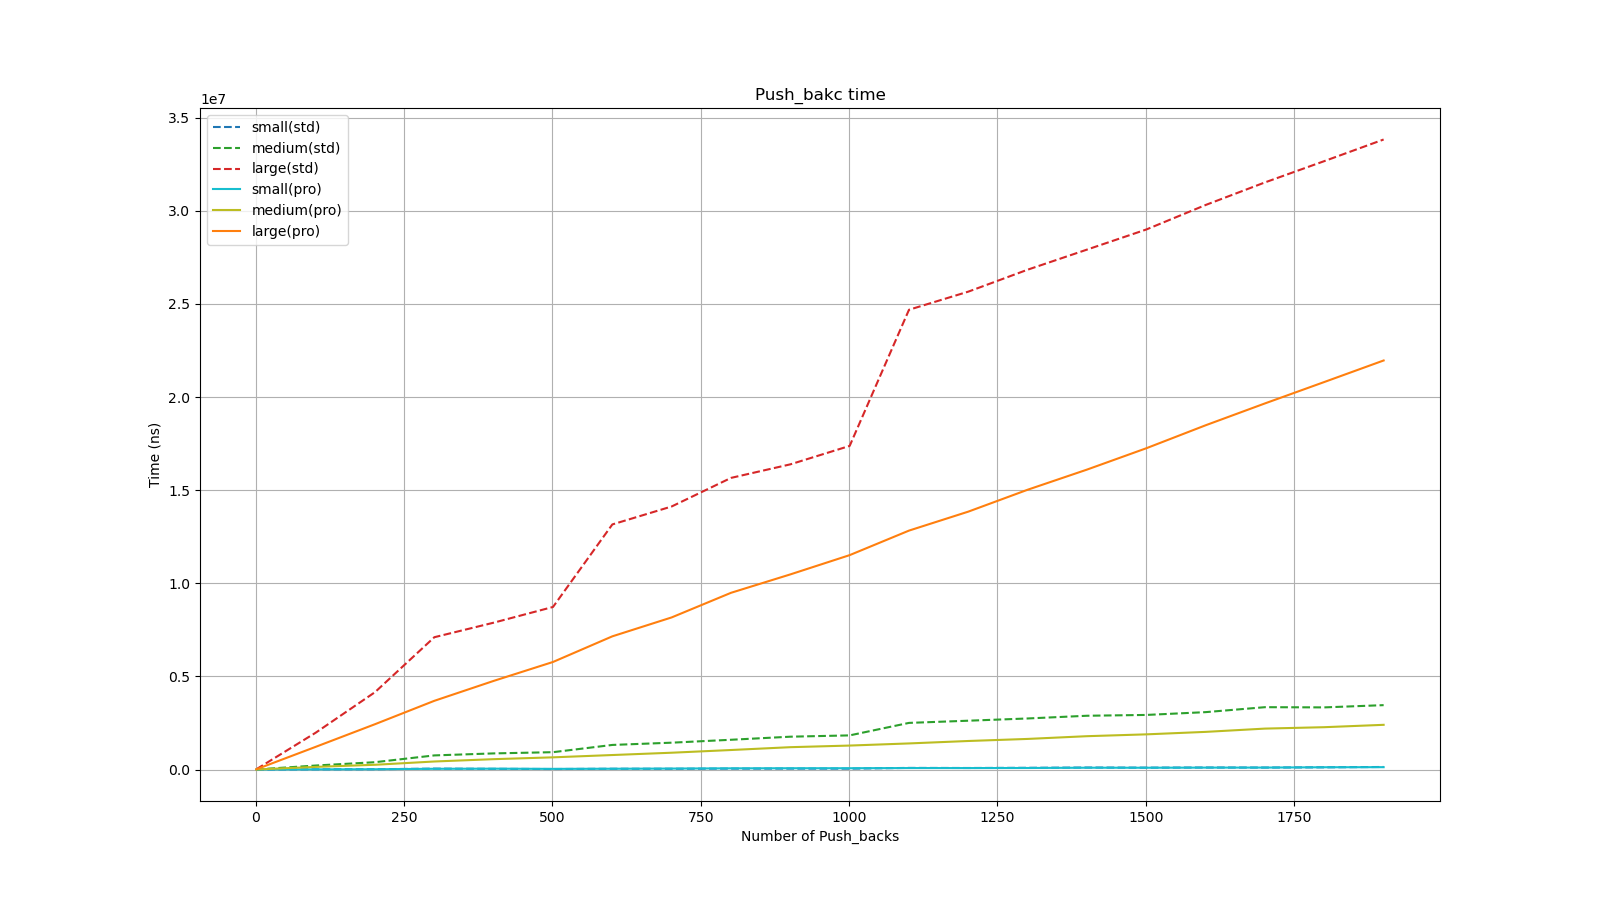 Push_bakc time
1e7
small(std)
medium(std)
large(std)
small(pro)
medium(pro)
large(pro)
3.5
3.0
2.5
2.0
1.5
1.0
0.5
0.0
Time (ns)
0 250 500 750 1000 1250 1500 1750
Number of Push_backs